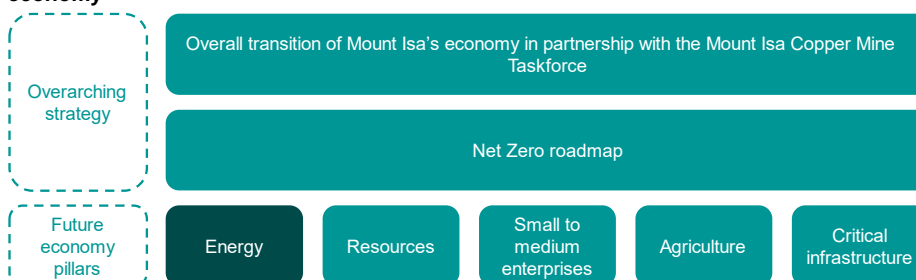 economy
Overarching
strategy
Overall transition of Mount Isa's economy in partnership with the Mount Isa Copper Mine
Taskforce
Net Zero roadmap
Future
economy
pillars
Energy
Resources
Small to
medium
enterprises
Agriculture
Critical
infrastructure